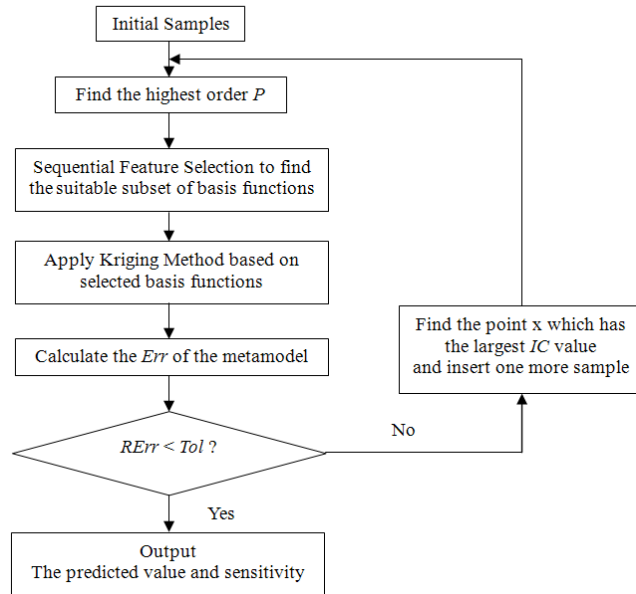 Initial Samples
Find the highest order P
Sequential Feature Selection to find
the suitable subset of basis functions
Apply Kriging Method based on
selected basis functions
Calculate the Err of the metamodel
RErr < Tol ?
No
Find the point x which has
the largest IC value
and insert one more sample
Yes
Output
The predicted value and sensitivity